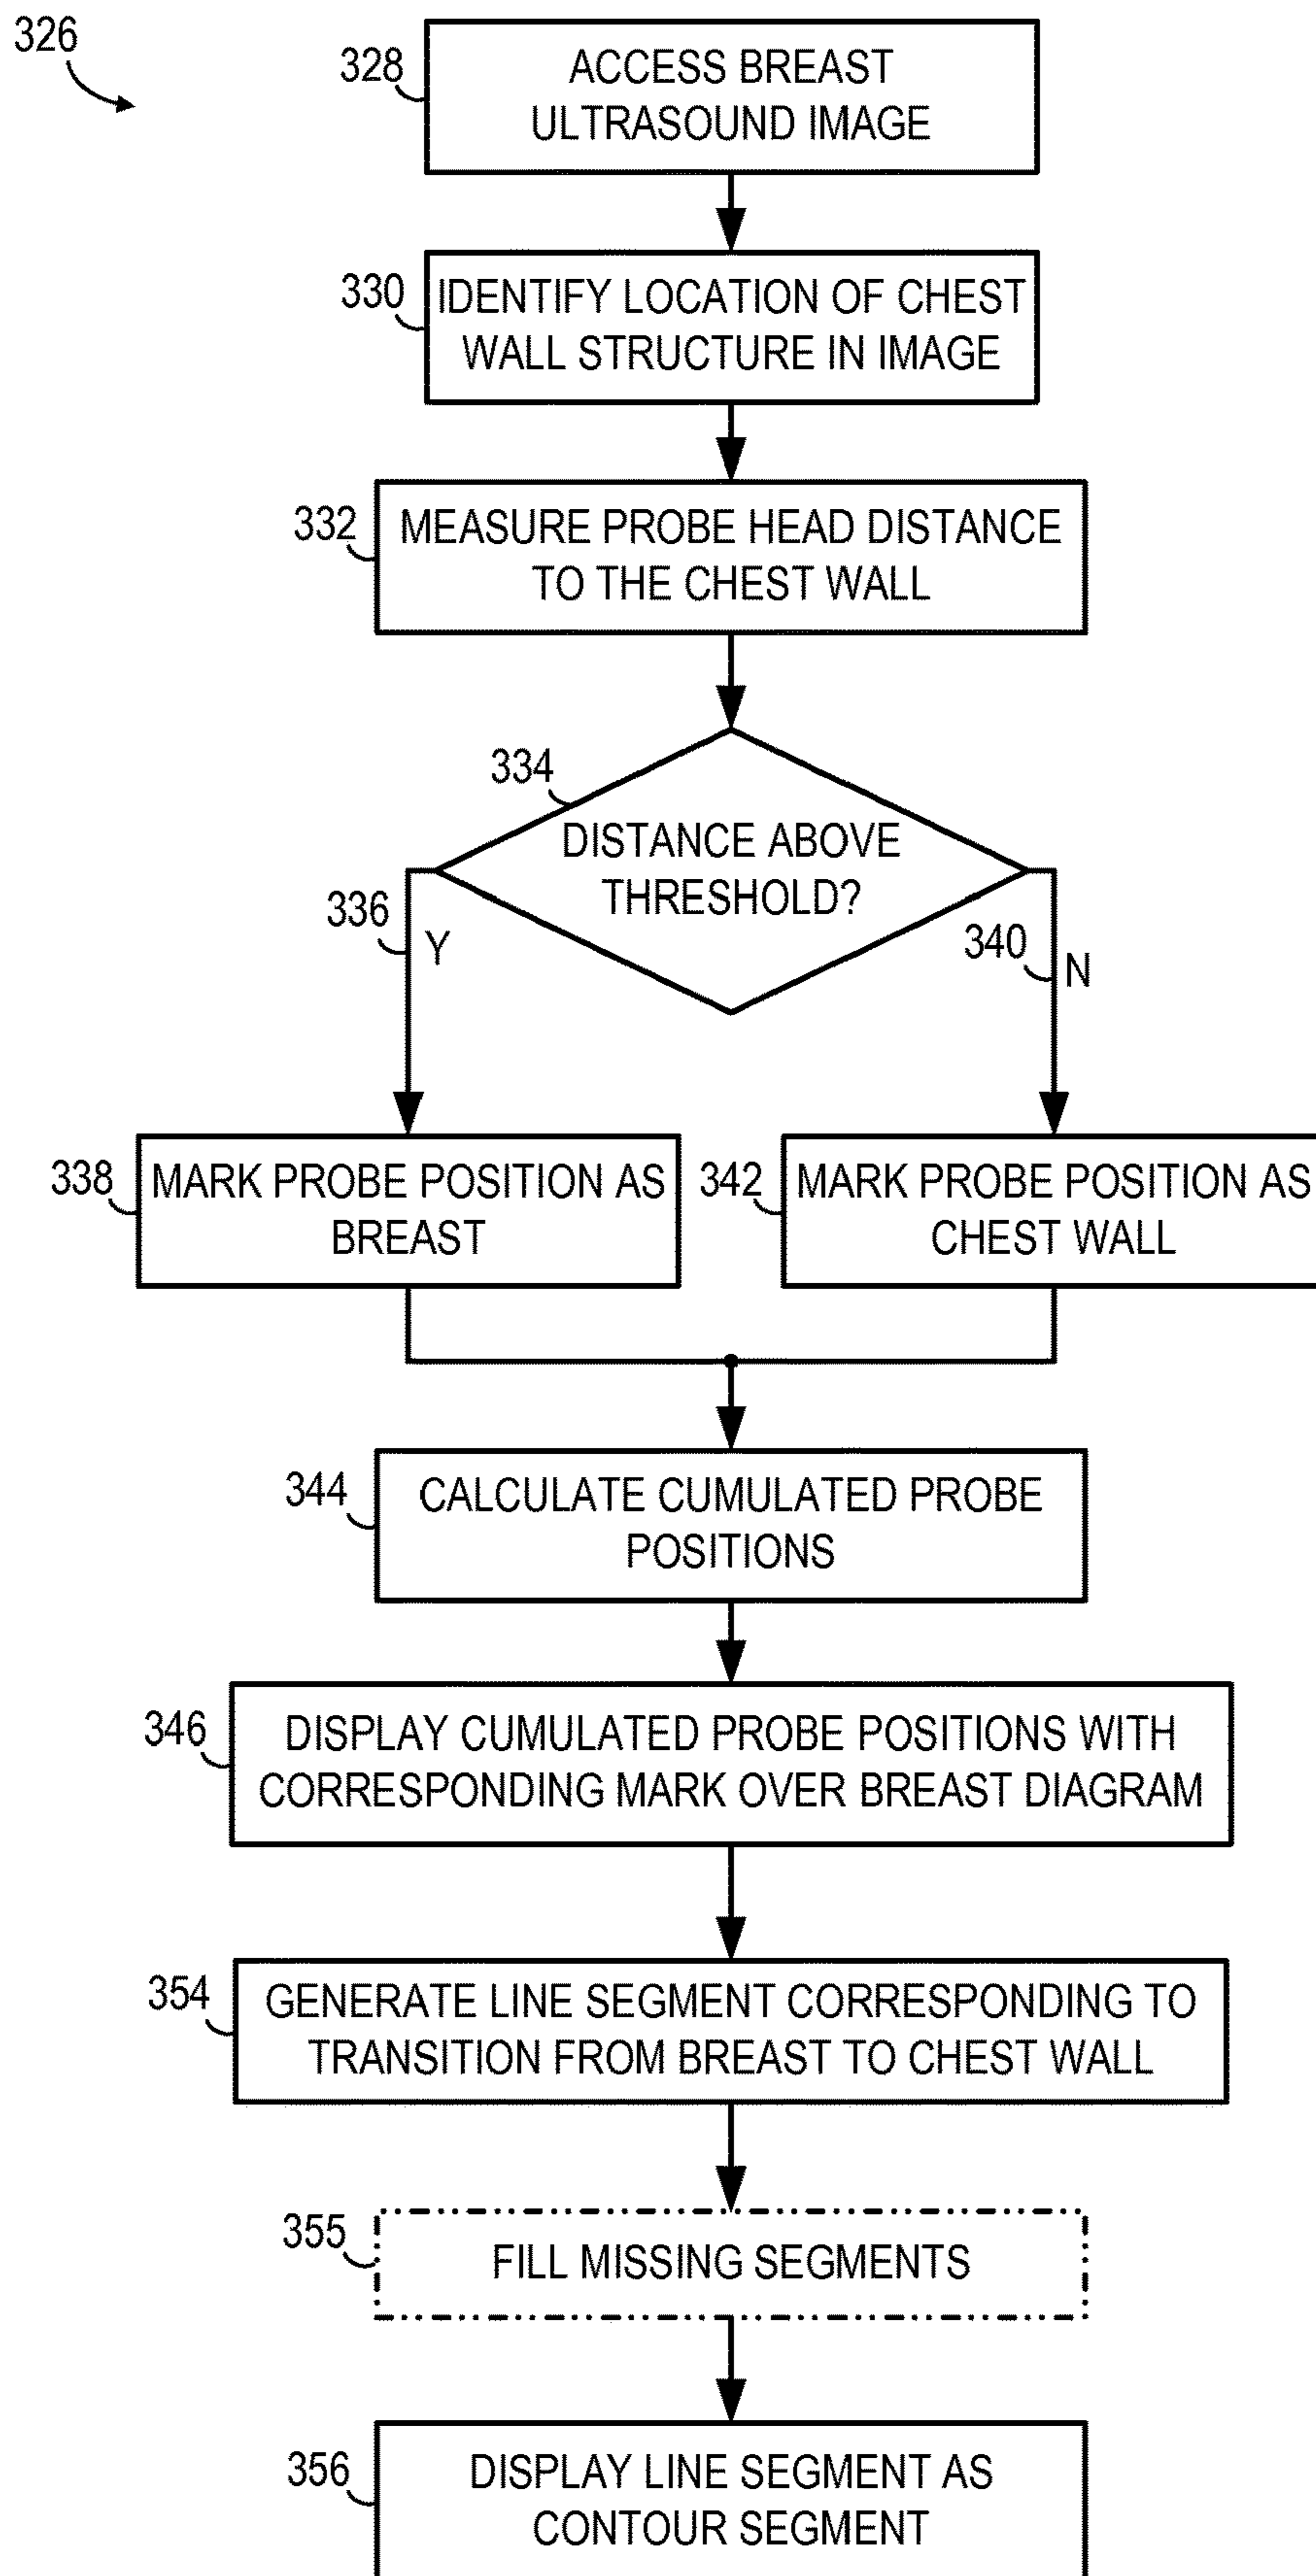 326
328
ACCESS BREAST
ULTRASOUND IMAGE
330
IDENTIFY LOCATION OF CHEST
WALL STRUCTURE IN IMAGE
332
MEASURE PROBE HEAD DISTANCE
TO THE CHEST WALL
334
DISTANCE ABOVE
THRESHOLD?
336
Y
340
N
338
MARK PROBE POSITION AS
BREAST
342
MARK PROBE POSITION AS
CHEST WALL
344
CALCULATE CUMULATED PROBE
POSITIONS
346
DISPLAY CUMULATED PROBE POSITIONS WITH
CORRESPONDING MARK OVER BREAST DIAGRAM
354
GENERATE LINE SEGMENT CORRESPONDING TO
TRANSITION FROM BREAST TO CHEST WALL
355
FILL MISSING SEGMENTS
356
DISPLAY LINE SEGMENT AS
CONTOUR SEGMENT